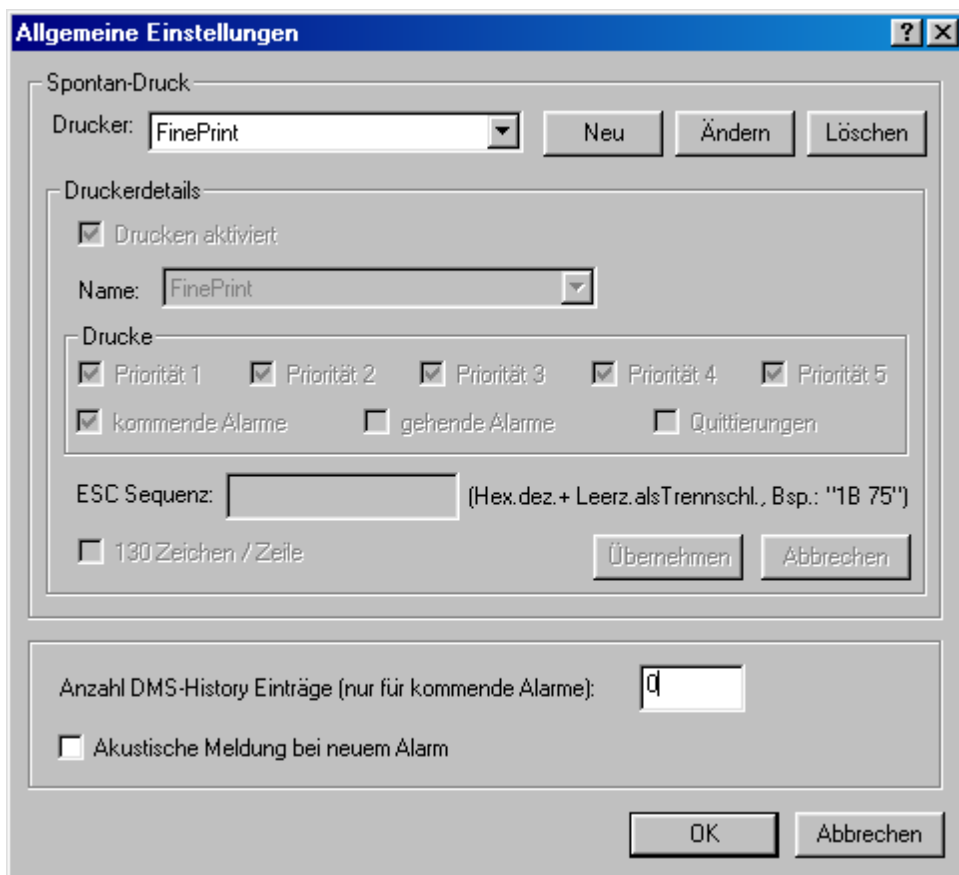 Allgemeine Einstellungen
Spontan-Druck
Drucker: FinePrint Neu Ändern Löschen
Druckerdetails
Drucken aktiviert
Name: FinePrint
Drucke
Priorität 1 Priorität 2 Priorität 3 Priorität 4 Priorität 5
kommende Alarme gehende Alarme Quittierungen
ESC Sequenz: (Hex.dez.+ Leerz.alsTrennschl., Bsp.: "1B 75")
130 Zeichen / Zeile Übernehmen Abbrechen
Anzahl DMS-History Einträge (nur für kommende Alarme): 0
Akustische Meldung bei neuem Alarm
OK Abbrechen